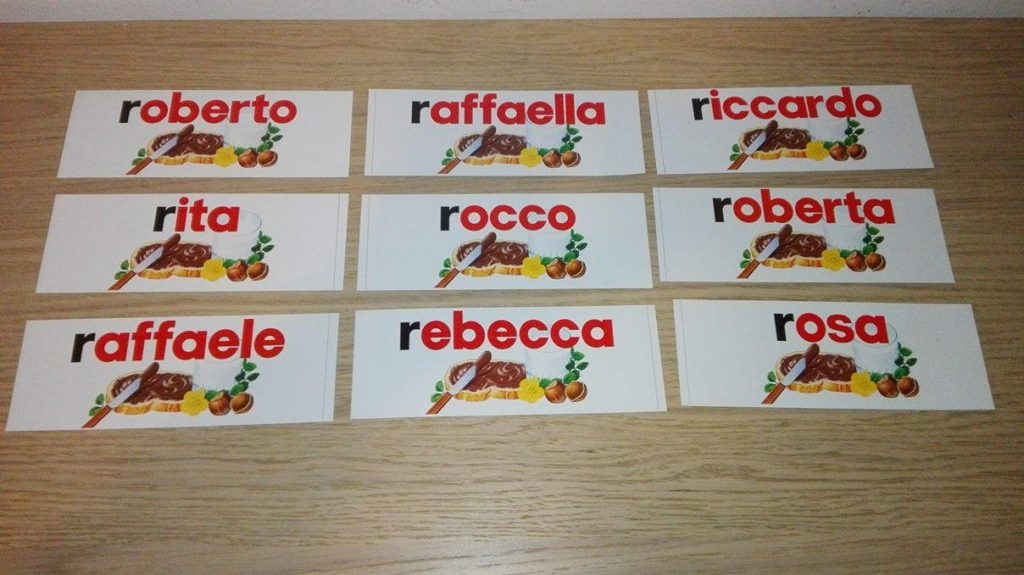 roberto
raffaella
riccardo
rita
rocco
roberta
raffaele
rebecca
rosa